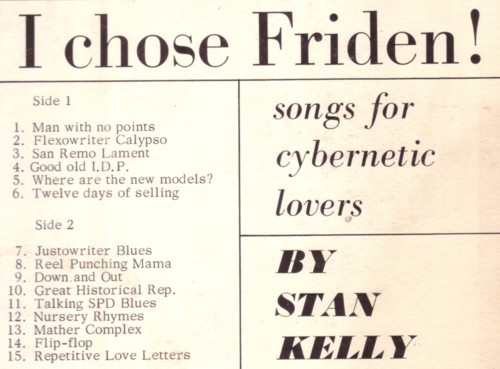 I chose Friden!
Side 1
1. Man with no points
2. Flexowriter Calypso
3. San Remo Lament
4. Good old I.D.P.
5. Where are the new models?
6. Twelve days of selling
Side 2
7. Justowriter Blues
8. Reel Punching Mama
9. Down and Out
10. Great Historical Rep.
11. Talking SPD Blues
12. Nursery Rhymes
13. Mather Complex
14. Flip-flop
15. Repetitive Love Letters
songs for
cybernetic
lovers
BY
STAN
KELLY